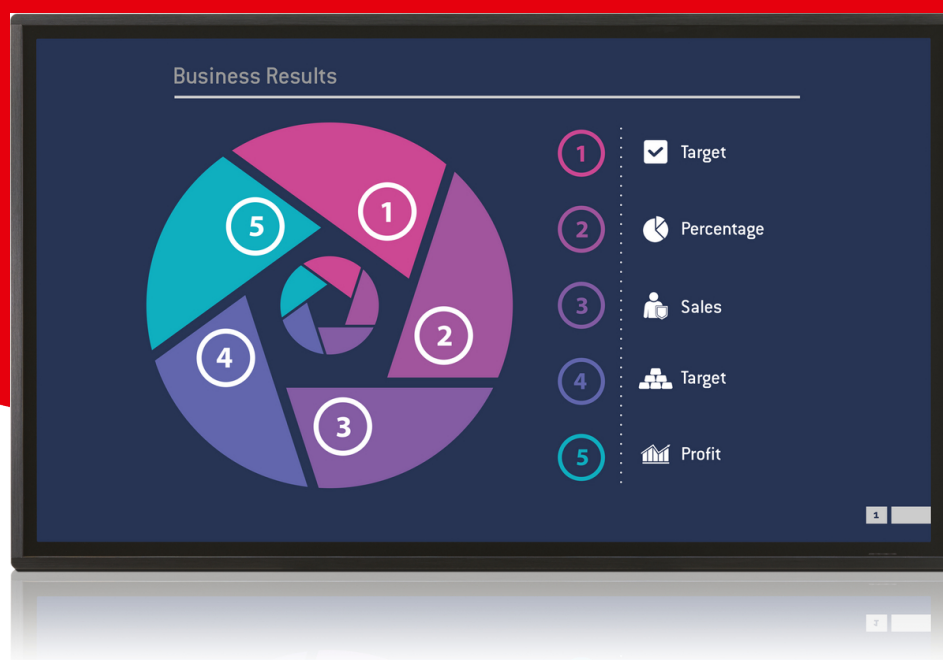 Business Results
1
2
3
4
5
1 Target
2 Percentage
3 Sales
4 Target
5 Profit
1